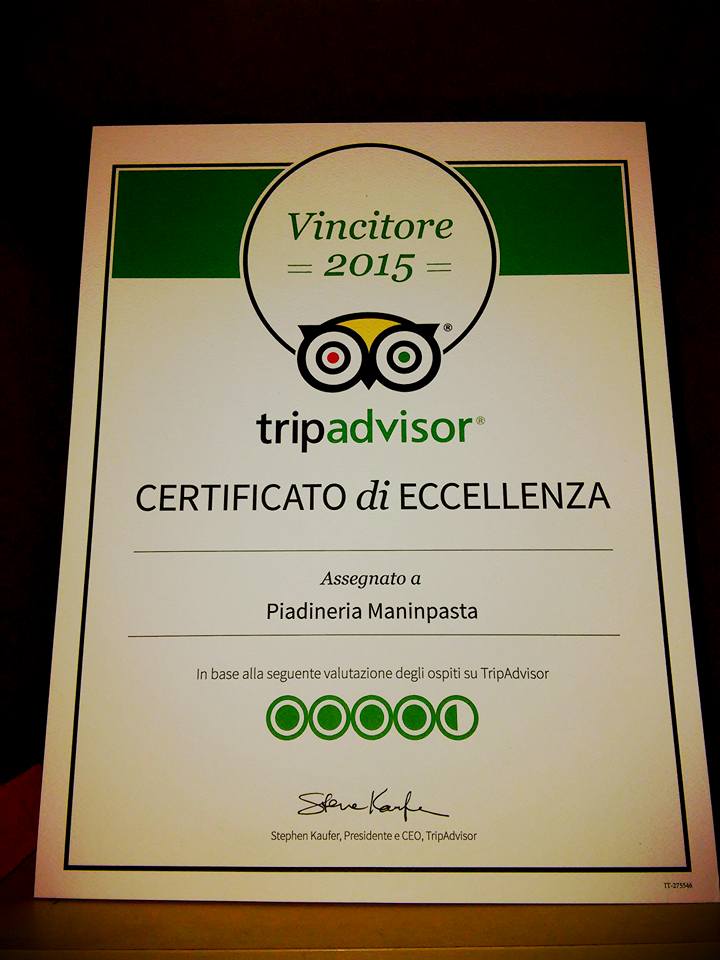 Vincitore
= 2015 =
®
tripadvisor®
CERTIFICATO di ECCELLENZA
Assegnato a
Piadineria Maninpasta
In base alla seguente valutazione degli ospiti su TripAdvisor
Steve Kaufer
Stephen Kaufer, Presidente e CEO, TripAdvisor
TT-275546